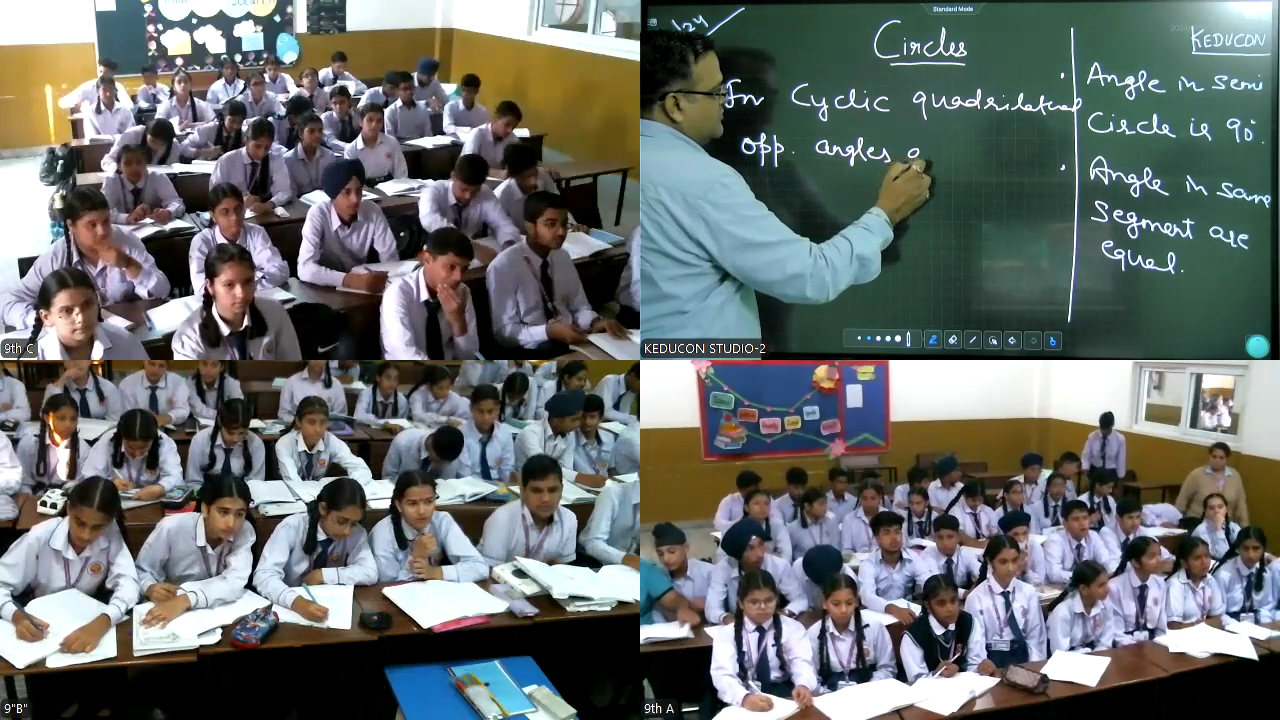 Standard Mode
Circles
KEDUCON
In Cyclic quadrilateral
opp. angles
Angle in semi
Circle is 90°.
Angle in same
Segment are
equal.
9th C
KEDUCON STUDIO-2
9"B"
9th A